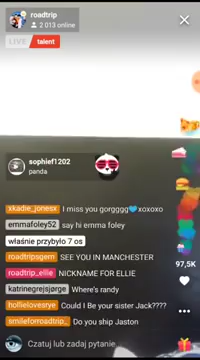 roadtrip
2 013 online
LIVE talent
sophief1202
panda
xkadie_jonesx I miss you gorgggg💙xoxoxo
emmafoley52 say hi emma foley
właśnie przybyło 7 os
roadtripsgem SEE YOU IN MANCHESTER
roadtrip_ellie NICKNAME FOR ELLIE
katrinegrejsjørge Where's randy
hollielovesrye Could I Be your sister Jack????
smileforroadtrip_ Do you ship Jaston
97,5K
Czatuj lub zadaj pytanie